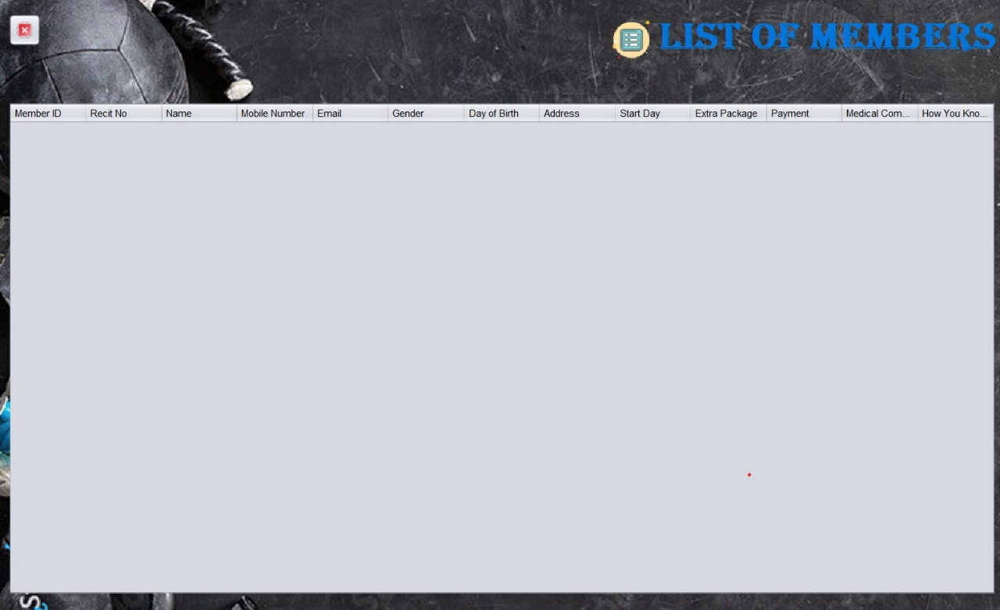 LIST OF MEMBERS
Member ID Recit No Name Mobile Number Email Gender Day of Birth Address Start Day Extra Package Payment Medical Com... How You Kno...
S